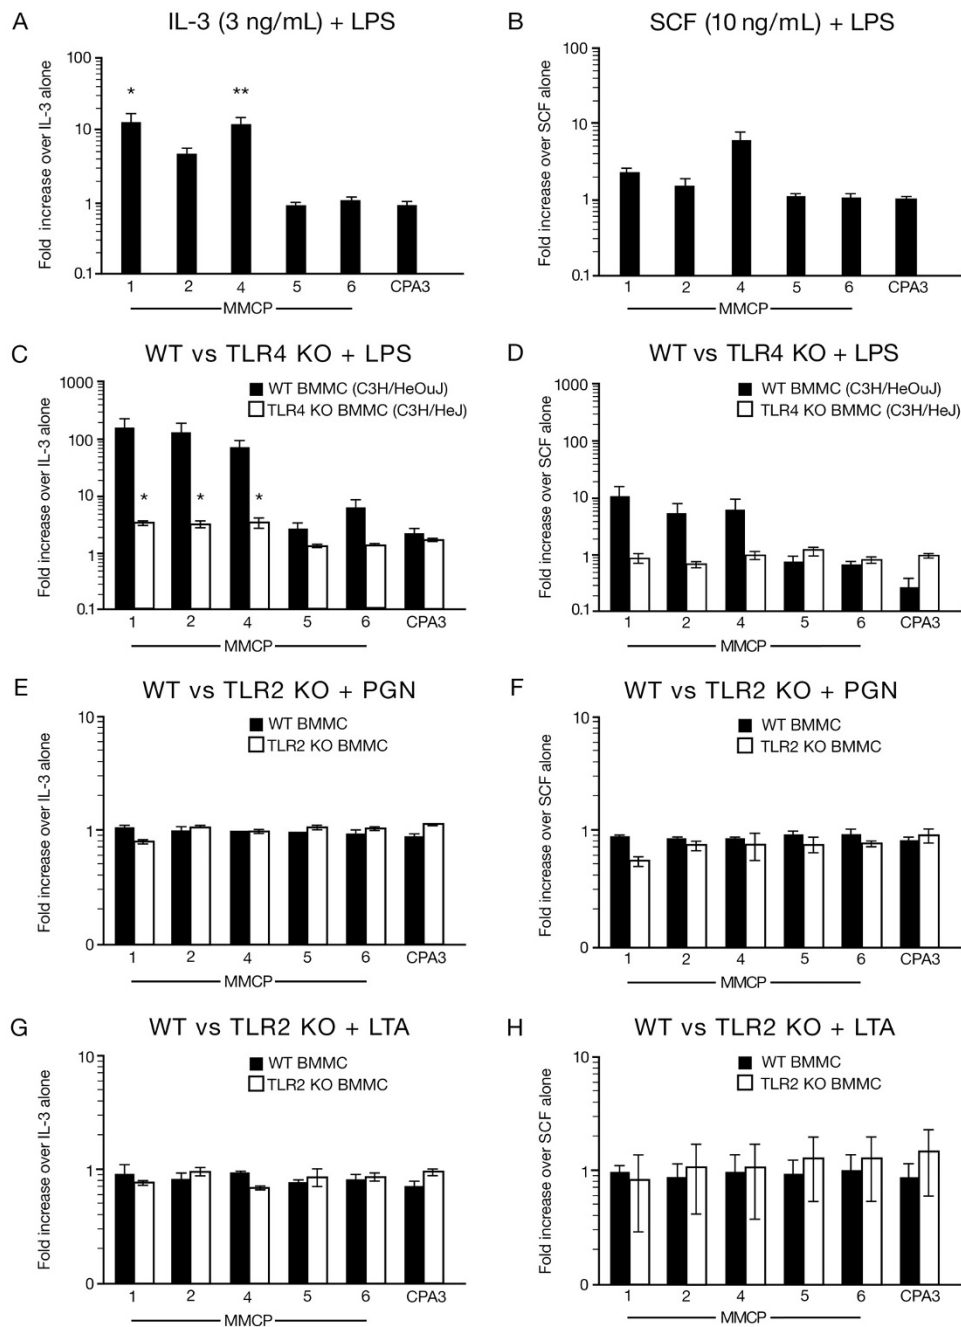 A
IL-3 (3 ng/mL) + LPS
Fold increase over IL-3 alone
100
10
1
0.1
*
**
1 2 4 5 6 CPA3
MMCP
B
SCF (10 ng/mL) + LPS
Fold increase over SCF alone
100
10
1
0.1
1 2 4 5 6 CPA3
MMCP
C
WT vs TLR4 KO + LPS
WT BMMC (C3H/HeOuJ)
TLR4 KO BMMC (C3H/HeJ)
Fold increase over IL-3 alone
1000
100
10
1
0.1
* * *
1 2 4 5 6 CPA3
MMCP
D
WT vs TLR4 KO + LPS
WT BMMC (C3H/HeOuJ)
TLR4 KO BMMC (C3H/HeJ)
Fold increase over SCF alone
1000
100
10
1
0.1
1 2 4 5 6 CPA3
MMCP
E
WT vs TLR2 KO + PGN
WT BMMC
TLR2 KO BMMC
Fold increase over IL-3 alone
10
1
0
1 2 4 5 6 CPA3
MMCP
F
WT vs TLR2 KO + PGN
WT BMMC
TLR2 KO BMMC
Fold increase over SCF alone
10
1
0
1 2 4 5 6 CPA3
MMCP
G
WT vs TLR2 KO + LTA
WT BMMC
TLR2 KO BMMC
Fold increase over IL-3 alone
10
1
0
1 2 4 5 6 CPA3
MMCP
H
WT vs TLR2 KO + LTA
WT BMMC
TLR2 KO BMMC
Fold increase over SCF alone
10
1
0
1 2 4 5 6 CPA3
MMCP